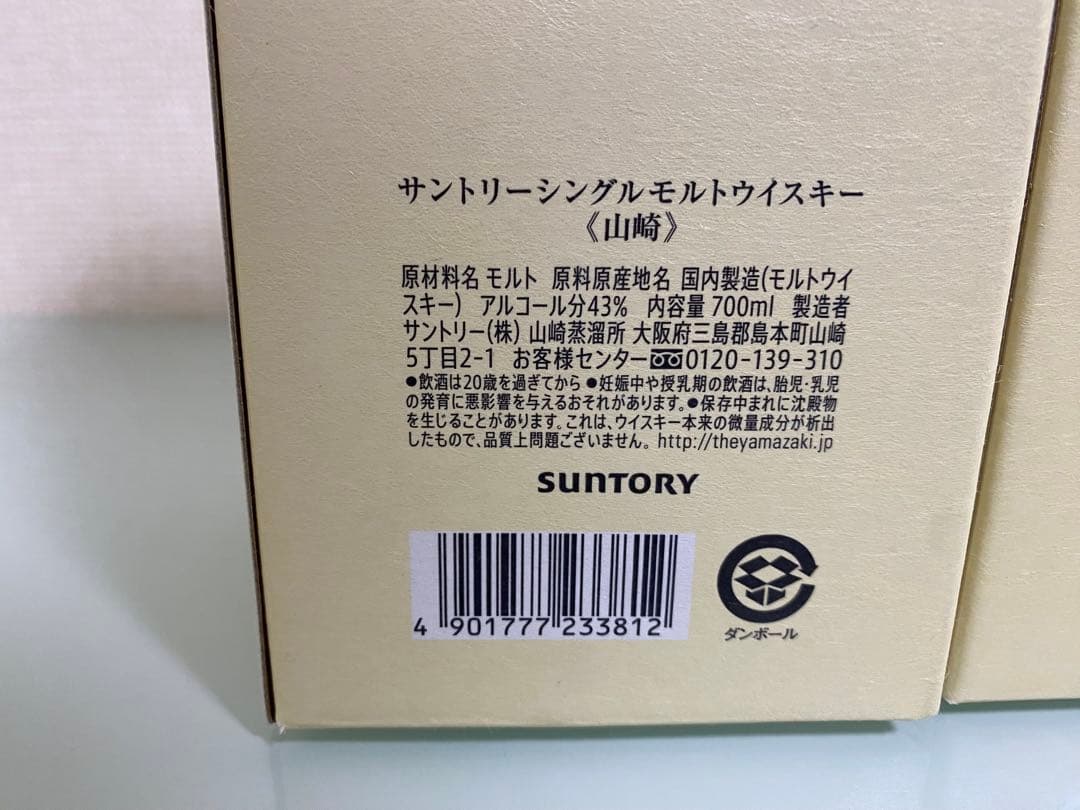 サントリーシングルモルトウイスキー
《山崎》
原材料名 モルト 原料原産地名 国内製造(モルトウイ
スキー) アルコール分43% 内容量 700ml 製造者
サントリー(株) 山崎蒸溜所 大阪府三島郡島本町山崎
5丁目2-1 お客様センター 0120-139-310
●飲酒は20歳を過ぎてから ●妊娠中や授乳期の飲酒は、胎児・乳児
の発育に悪影響を与えるおそれがあります。●保存中まれに沈殿物
を生じることがあります。これは、ウイスキー本来の微量成分が析出
したもので、品質上問題ございません。 http://theyamazaki.jp
SUNTORY
4 901777 233812
ダンボール